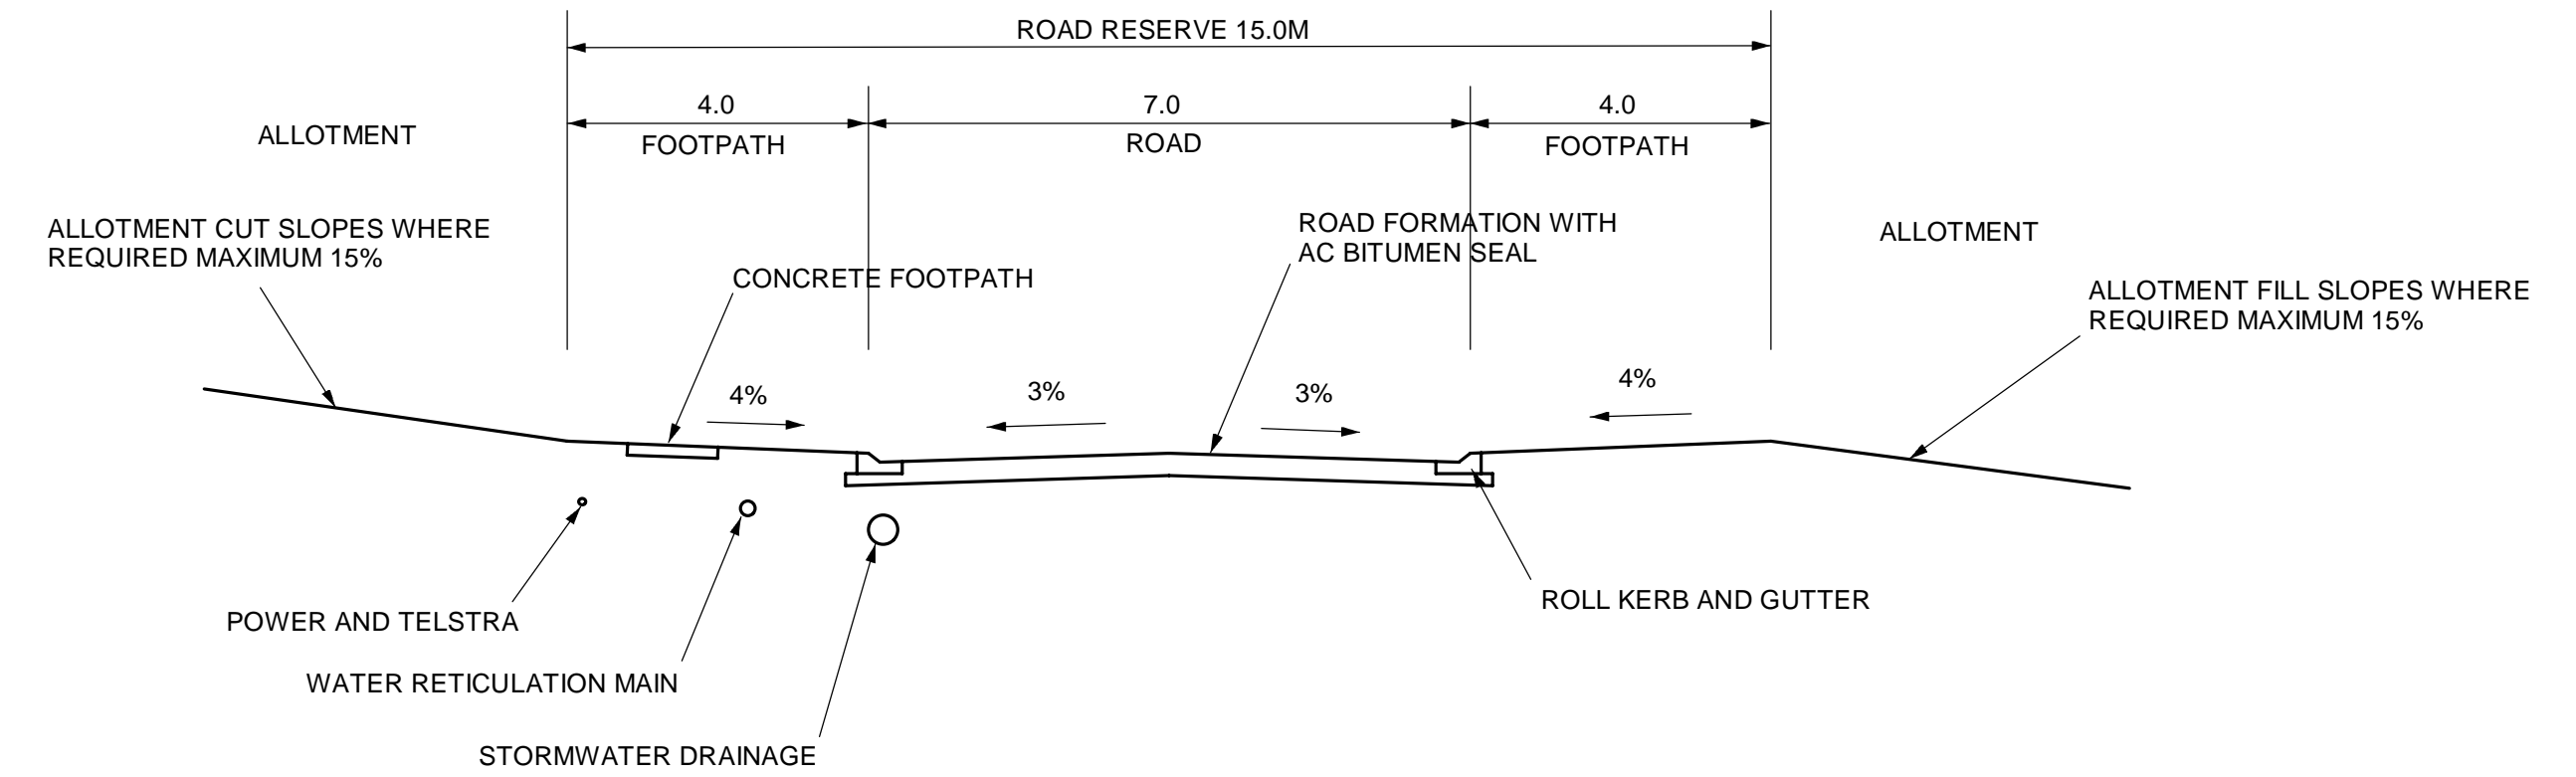 ROAD RESERVE 15.0M
4.0
7.0
4.0
ALLOTMENT
FOOTPATH
ROAD
FOOTPATH
ALLOTMENT CUT SLOPES WHERE
REQUIRED MAXIMUM 15%
ROAD FORMATION WITH
AC BITUMEN SEAL
ALLOTMENT
CONCRETE FOOTPATH
ALLOTMENT FILL SLOPES WHERE
REQUIRED MAXIMUM 15%
4%
3%
3%
4%
POWER AND TELSTRA
ROLL KERB AND GUTTER
WATER RETICULATION MAIN
STORMWATER DRAINAGE